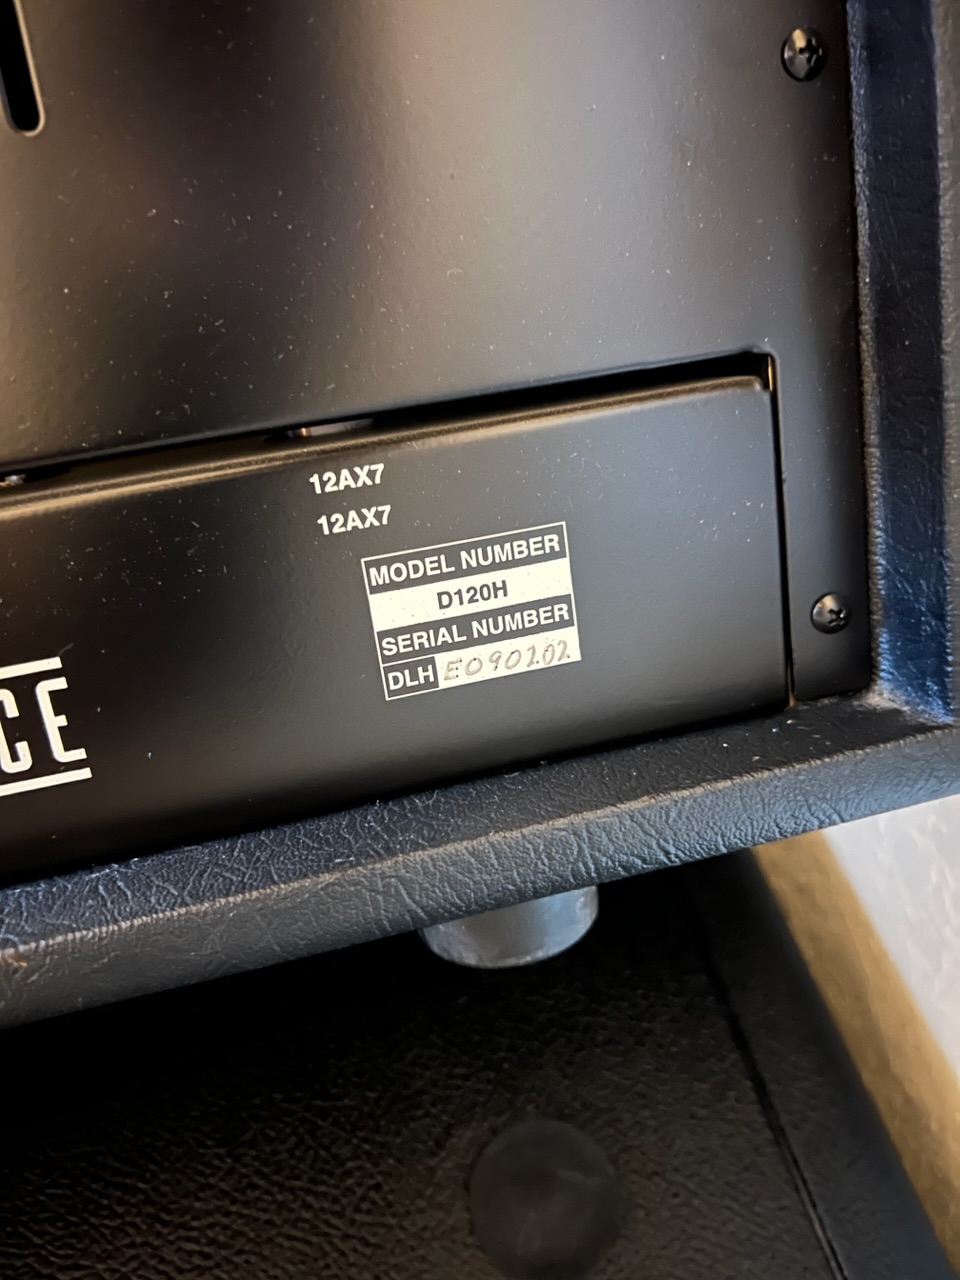 12AX7
12AX7
MODEL NUMBER
D120H
SERIAL NUMBER
DLH E090202
CE